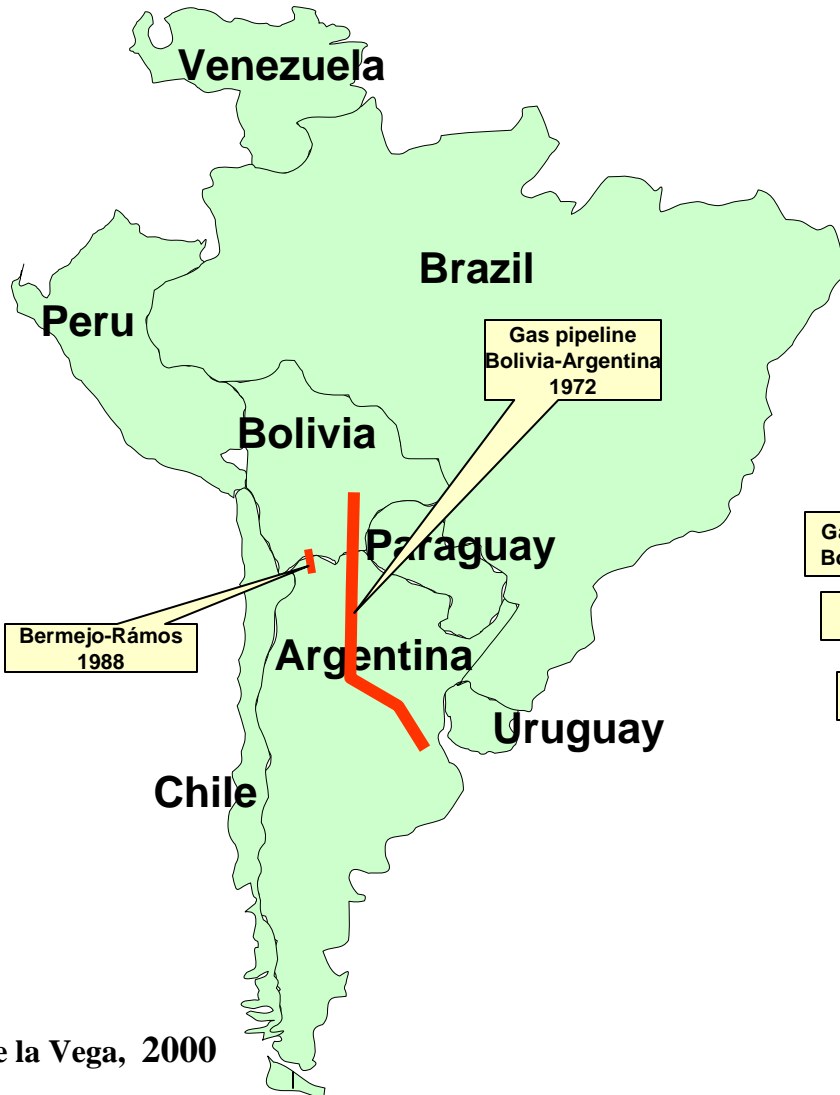 Venezuela
Brazil
Peru
Gas pipeline
Bolivia-Argentina
1972
Bolivia
Paraguay
Bermejo-Rámos
1988
Argentina
Uruguay
Chile
la Vega, 2000